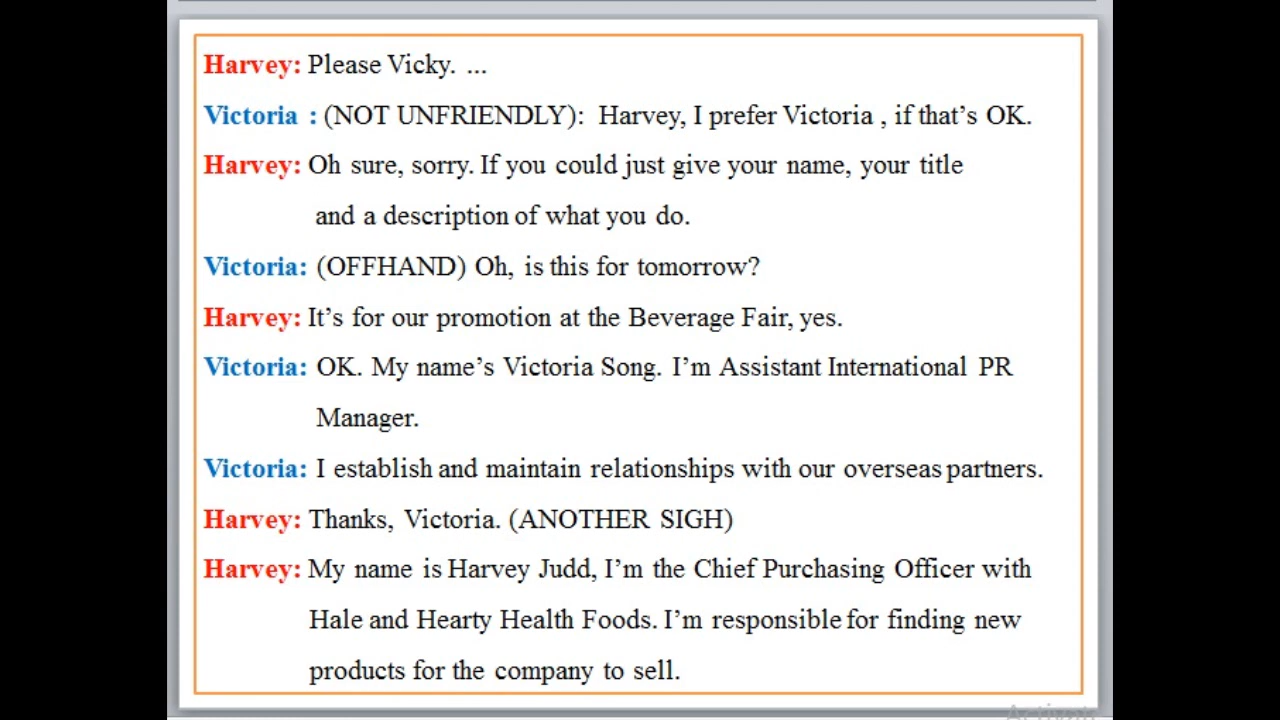 Harvey: Please Vicky. ...
Victoria : (NOT UNFRIENDLY): Harvey, I prefer Victoria , if that's OK.
Harvey: Oh sure, sorry. If you could just give your name, your title
and a description of what you do.
Victoria: (OFFHAND) Oh, is this for tomorrow?
Harvey: It's for our promotion at the Beverage Fair, yes.
Victoria: OK. My name's Victoria Song. I'm Assistant International PR
Manager.
Victoria: I establish and maintain relationships with our overseas partners.
Harvey: Thanks, Victoria. (ANOTHER SIGH)
Harvey: My name is Harvey Judd, I'm the Chief Purchasing Officer with
Hale and Hearty Health Foods. I'm responsible for finding new
products for the company to sell.